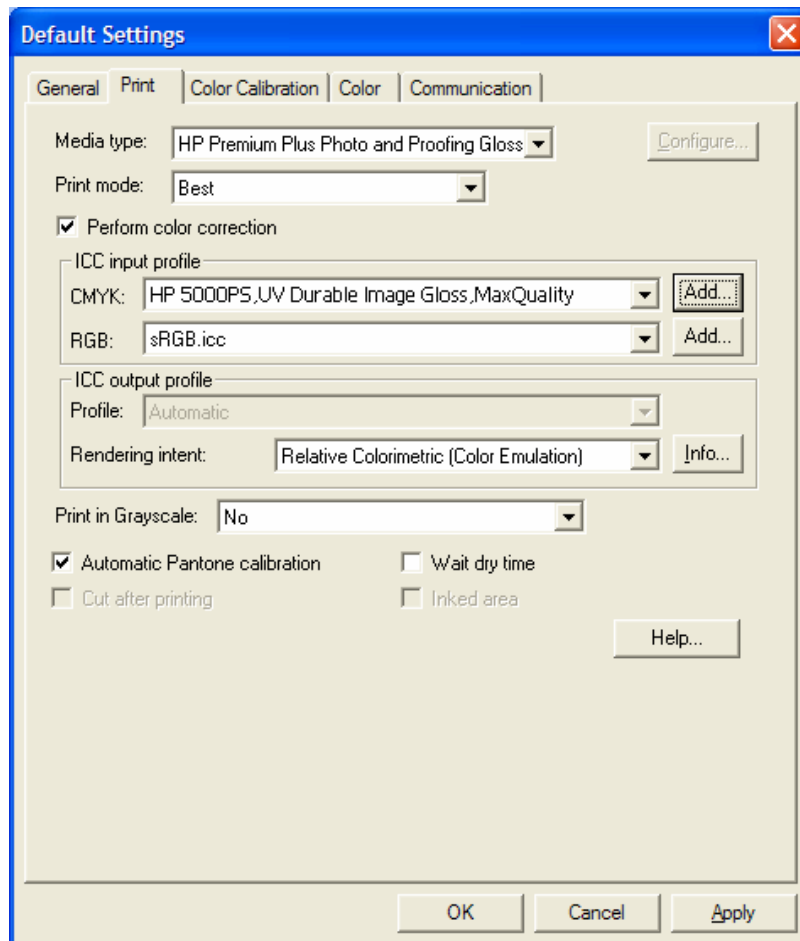 Default Settings
General Print Color Calibration Color Communication
Media type: HP Premium Plus Photo and Proofing Gloss Configure...
Print mode: Best
Perform color correction
ICC input profile
CMYK: HP 5000PS,UV Durable Image Gloss,MaxQuality Add...
RGB: sRGB.icc Add...
ICC output profile
Profile: Automatic
Rendering intent: Relative Colorimetric (Color Emulation) Info...
Print in Grayscale: No
Automatic Pantone calibration Wait dry time
Cut after printing Inked area
Help...
OK Cancel Apply